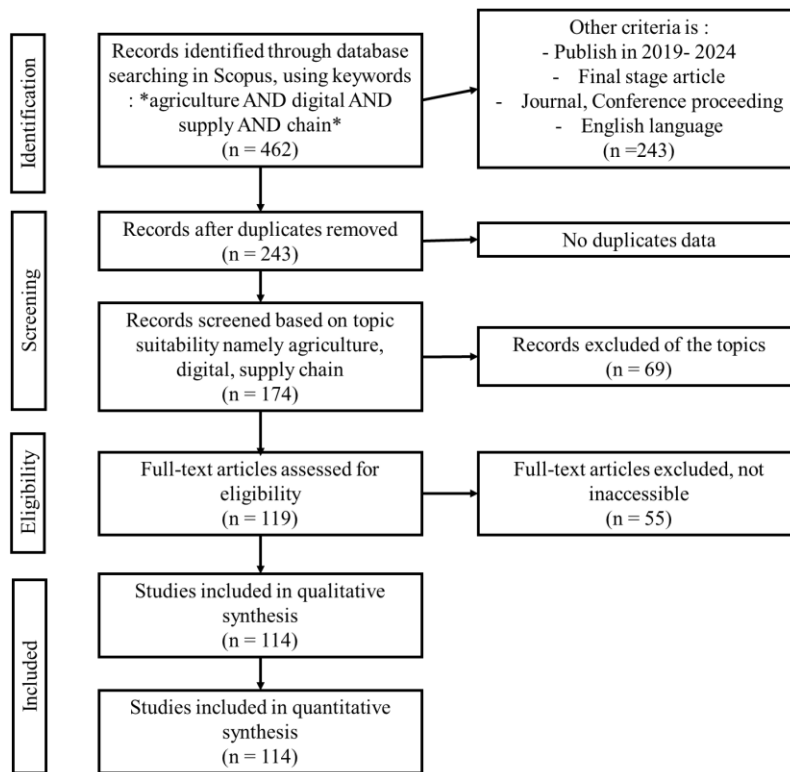 Identification
Records identified through database
searching in Scopus, using keywords
: *agriculture AND digital AND
supply AND chain*
(n = 462)
Other criteria is :
- Publish in 2019- 2024
- Final stage article
- Journal, Conference proceeding
- English language
(n =243)
Screening
Records after duplicates removed
(n = 243)
No duplicates data
Records screened based on topic
suitability namely agriculture,
digital, supply chain
(n = 174)
Records excluded of the topics
(n = 69)
Eligibility
Full-text articles assessed for
eligibility
(n = 119)
Full-text articles excluded, not
inaccessible
(n = 55)
Included
Studies included in qualitative
synthesis
(n = 114)
Studies included in quantitative
synthesis
(n = 114)